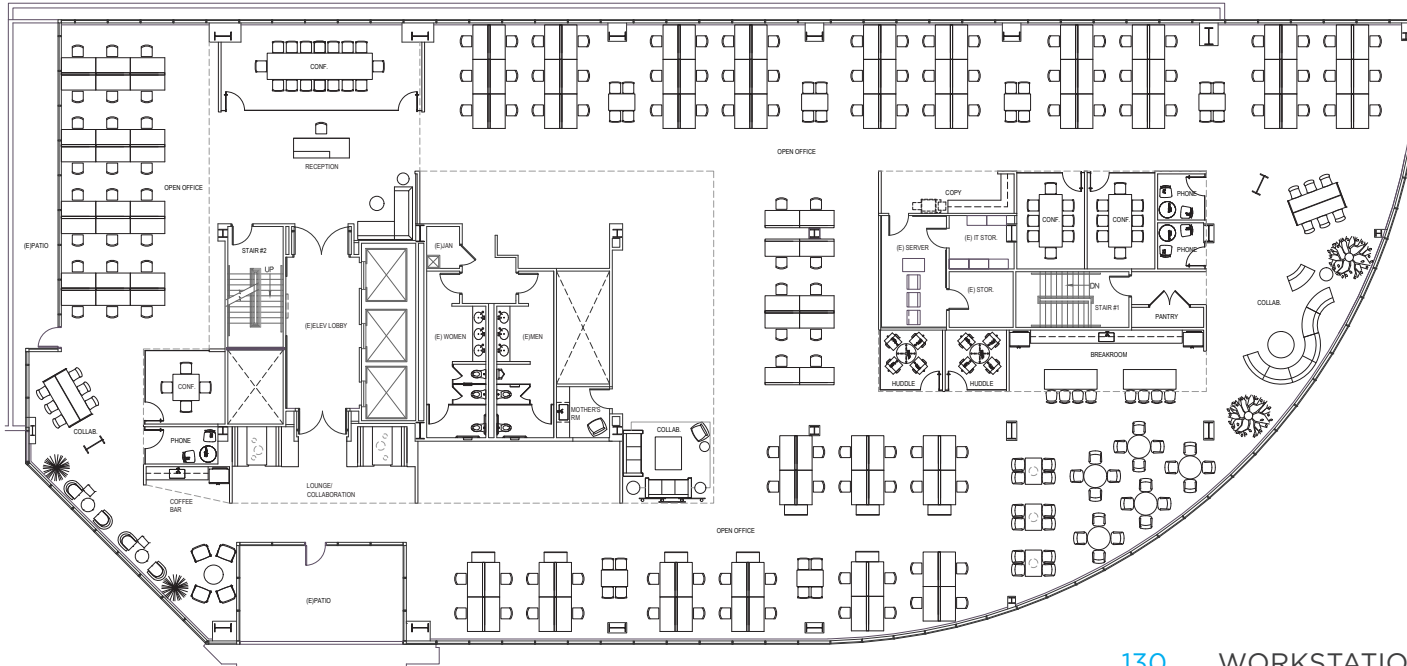 CONF.
RECEPTION
OPEN OFFICE
OPEN OFFICE
(E)PATIO
STAIR #2
UP
(E)JAN
(E)ELEV LOBBY
(E) WOMEN
(E)MEN
COPY
CONF.
CONF.
PHONE
PHONE
(E) SERVER
(E) IT STOR.
(E) STOR.
DN
STAIR #1
PANTRY
COLLAB.
BREAKROOM
HUDDLE
HUDDLE
CONF.
MOTHER'S
RM
COLLAB.
COLLAB.
PHONE
LOUNGE/
COLLABORATION
COFFEE
BAR
OPEN OFFICE
(E)PATIO
130 WORKSTATIO